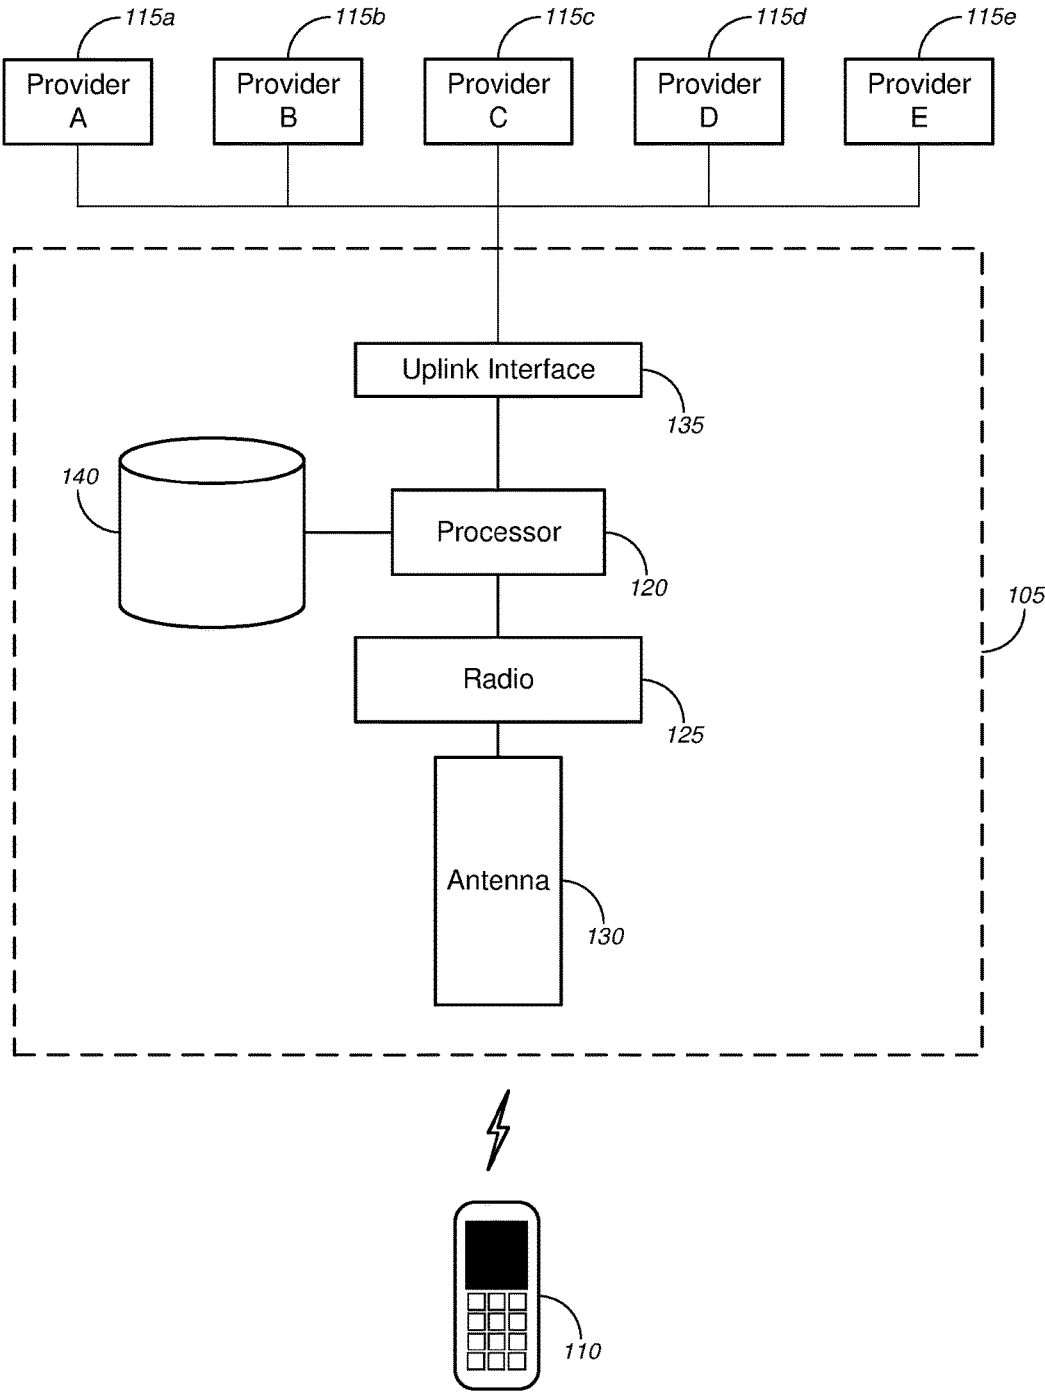 115a
115b
115c
115d
115e
Provider
A
Provider
B
Provider
C
Provider
D
Provider
E
Uplink Interface
135
140
Processor
120
105
Radio
125
Antenna
130
110